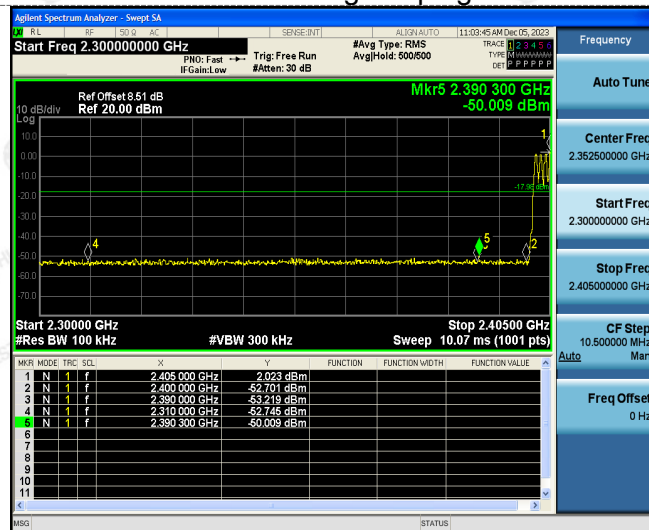 Agilent Spectrum Analyzer - Swept SA
RL RF 50 Ω AC SENSE:INT ALIGN AUTO 11:03:45 AM Dec 05, 2023
Start Freq 2.300000000 GHz
PNO: Fast
IFGain:Low
Trig: Free Run
#Atten: 30 dB
#Avg Type: RMS
Avg|Hold: 500/500
TRACE 1 2 3 4 5 6
TYPE M
DET P P P P P P
Ref Offset 8.51 dB
10 dB/div Ref 20.00 dBm
Log
Mkr5 2.390 300 GHz
-50.009 dBm
10.0
0.00
-10.0
-20.0
-30.0
-40.0
-50.0
-60.0
-70.0
1
-17.98 dBm
4
5
2
Start 2.30000 GHz Stop 2.40500 GHz
#Res BW 100 kHz #VBW 300 kHz Sweep 10.07 ms (1001 pts)
MKR MODE TRC SCL X Y FUNCTION FUNCTION WIDTH FUNCTION VALUE
1 N 1 f 2.405 000 GHz 2.023 dBm
2 N 1 f 2.400 000 GHz -52.701 dBm
3 N 1 f 2.390 000 GHz -53.219 dBm
4 N 1 f 2.310 000 GHz -52.745 dBm
5 N 1 f 2.390 300 GHz -50.009 dBm
6
7
8
9
10
11
MSG STATUS
Frequency
Auto Tune
Center Freq
2.352500000 GHz
Start Freq
2.300000000 GHz
Stop Freq
2.405000000 GHz
CF Step
10.500000 MHz
Auto Man
Freq Offset
0 Hz